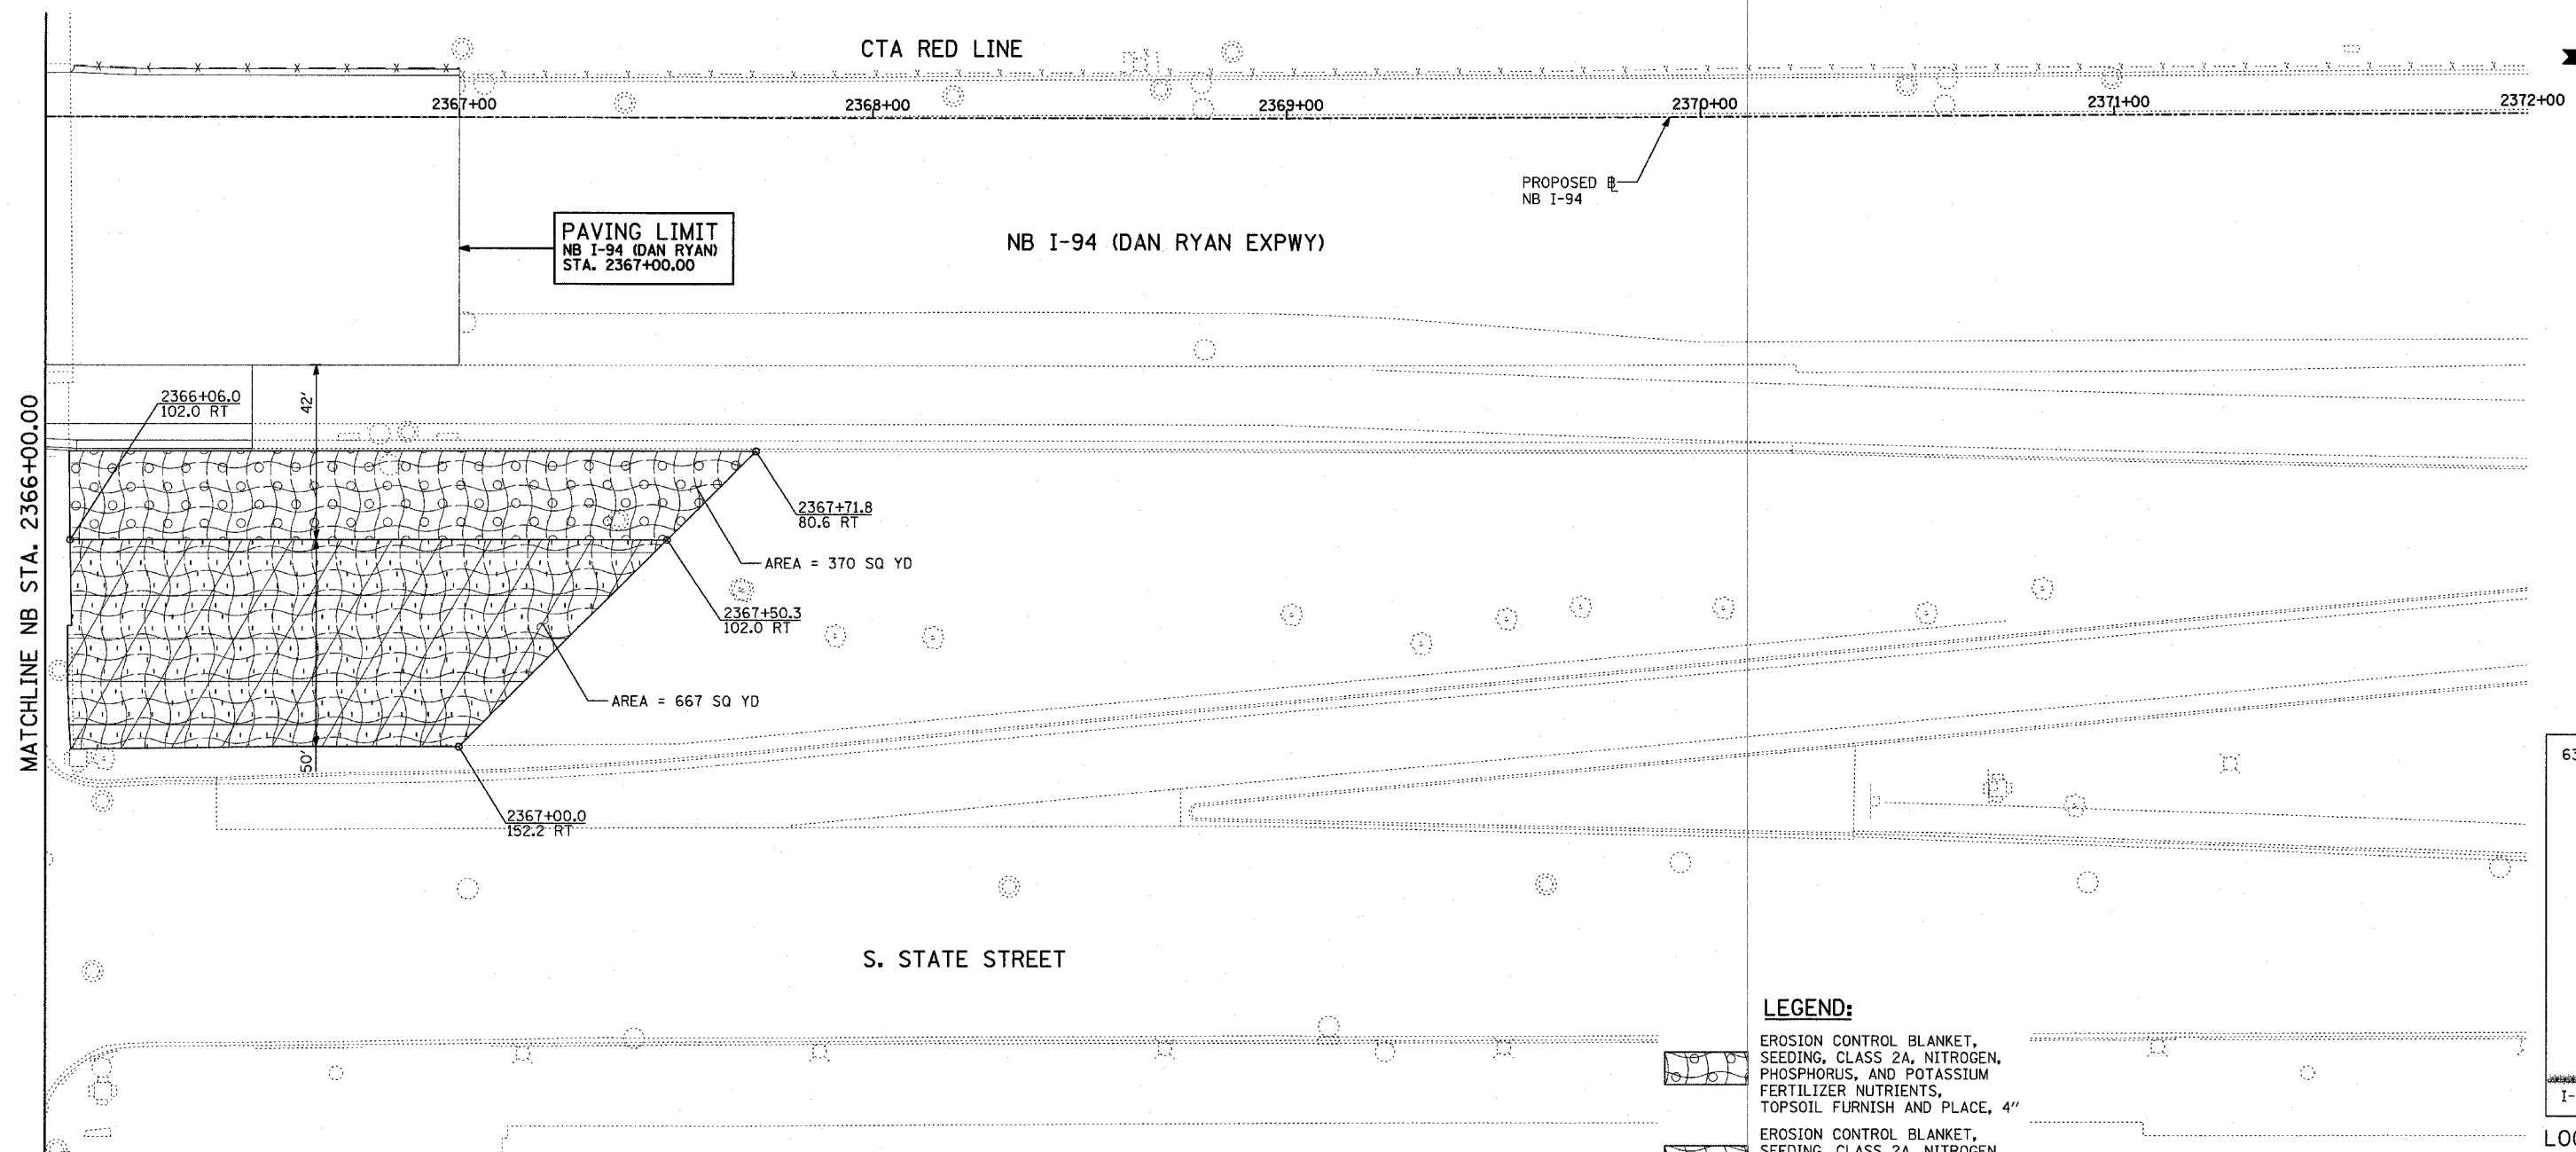 CTA RED LINE
2367+00
2368+00
2369+00
2370+00
2371+00
2372+00
PROPOSED
NB I-94
PAVING LIMIT
NB I-94 (DAN RYAN)
STA. 2367+00.00
NB I-94 (DAN RYAN EXPWY)
MATCHLINE NB STA. 2366+00.00
2366+06.0
102.0 RT
42'
2367+71.8
80.6 RT
AREA = 370 SQ YD
2367+50.3
102.0 RT
AREA = 667 SQ YD
50'
2367+00.0
152.2 RT
S. STATE STREET
LEGEND:
EROSION CONTROL BLANKET,
SEEDING, CLASS 2A, NITROGEN,
PHOSPHORUS, AND POTASSIUM
FERTILIZER NUTRIENTS,
TOPSOIL FURNISH AND PLACE, 4"
EROSION CONTROL BLANKET,
SEEDING, CLASS 2A, NITROGEN
63
I-